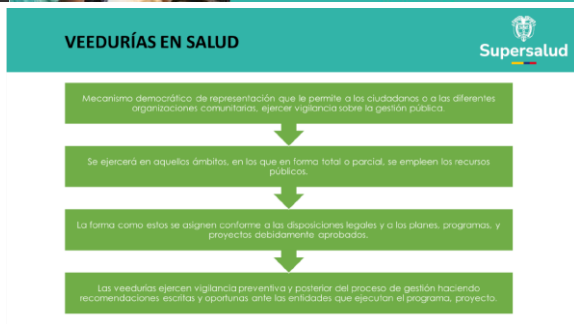 VEEDURÍAS EN SALUD
Supersalud
Mecanismo democrático de representación que le permite a los ciudadanos o a las diferentes
organizaciones comunitarias, ejercer vigilancia sobre la gestión pública.
Se ejercerá en aquellos ámbitos, en los que en forma total o parcial, se empleen los recursos
públicos.
La forma como estos se asignen conforme a las disposiciones legales y a los planes, programas, y
proyectos debidamente aprobados.
Las veedurías ejercen vigilancia preventiva y posterior del proceso de gestión haciendo
recomendaciones escritas y oportunas ante las entidades que ejecutan el programa, proyecto.